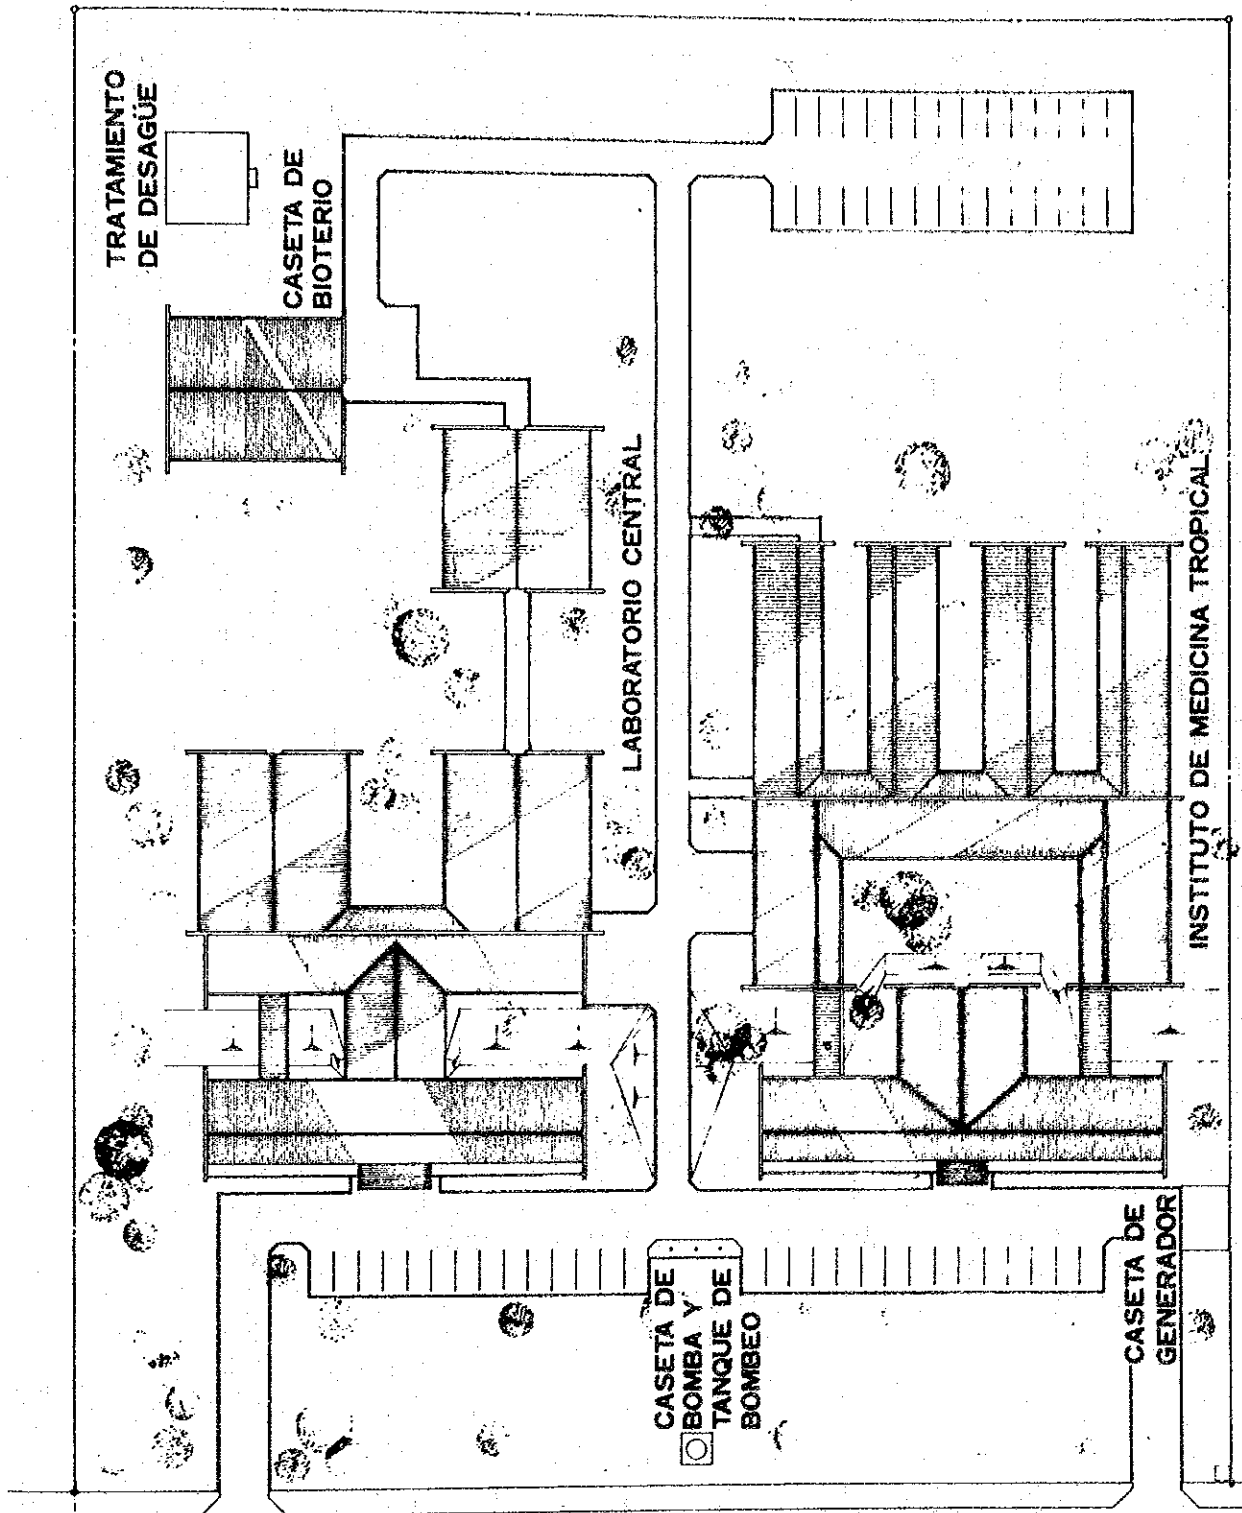 TRATAMIENTO
DE DESAGÜE
CASETA DE
BIOTERIO
LABORATORIO CENTRAL
INSTITUTO DE MEDICINA TROPICAL
CASETA DE
BOMBA Y
TANQUE DE
BOMBEO
CASETA DE
GENERADOR